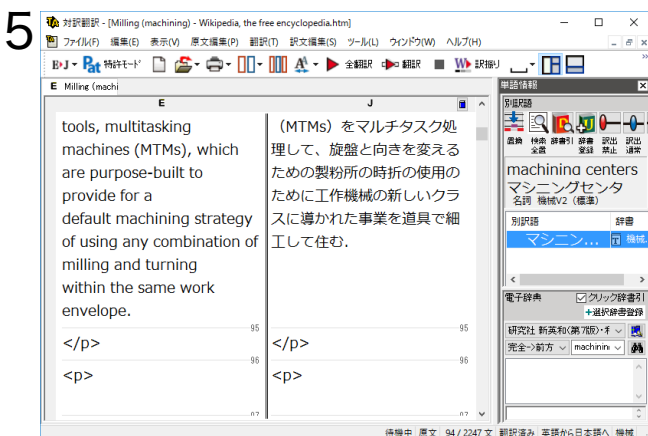 5
対訳翻訳 - [Milling (machining) - Wikipedia, the free encyclopedia.htm]
ファイル(F) 編集(E) 表示(V) 原文編集(P) 翻訳(T) 訳文編集(S) ツール(L) ウィンドウ(W) ヘルプ(H)
E›J Pat 特許モード 全翻訳 翻訳 W 訳振り
E Milling (machi
E J
tools, multitasking
machines (MTMs), which
are purpose-built to
provide for a
default machining strategy
of using any combination of
milling and turning
within the same work
envelope.
（MTMs）をマルチタスク処
理して、旋盤と向きを変える
ための製粉所の時折の使用の
ために工作機械の新しいクラ
スに導かれた事業を道具で細
工して住む.
95 95
</p> </p>
96 96
<p> <p>
97 97
単語情報
別訳語
置換 検索 辞書引 辞書 訳出 訳出
全置 登録 禁止 通常
machining centers
マシニングセンタ
名詞 機械V2（標準）
別訳語 辞書
マシニン... 機械.
電子辞典 クリック辞書引
+選択辞書登録
研究社 新英和(第7版)・
完全->前方 machinin
待機中 原文 94 / 2247 文 翻訳済み 英語から日本語へ 機械